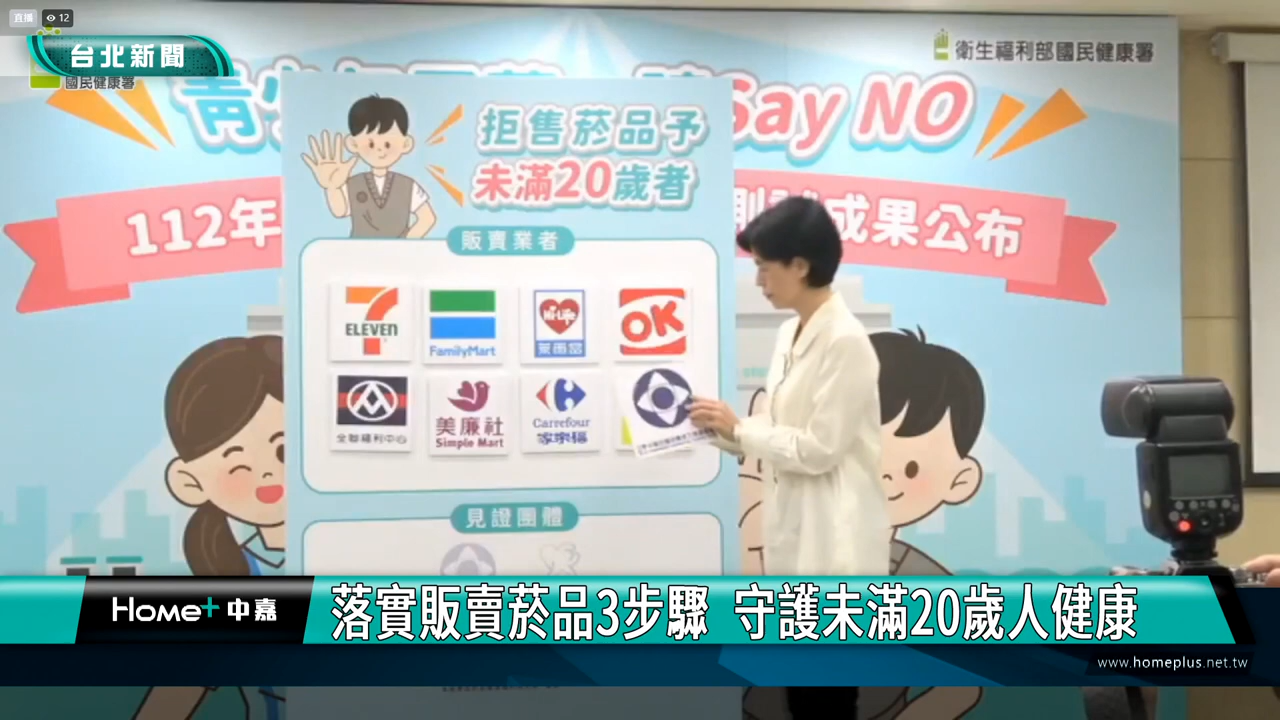 直播 12
台北新聞
國民健康署
衛生福利部國民健康署
Say NO
拒售菸品予
未滿20歲者
112年
成果公布
販賣業者
7
ELEVEN
FamilyMart
Hi-Life
萊爾富
OK
全聯福利中心
美廉社
Simple Mart
Carrefour
家樂福
見證團體
Home+ 中嘉
落實販賣菸品3步驟 守護未滿20歲人健康
www.homeplus.net.tw